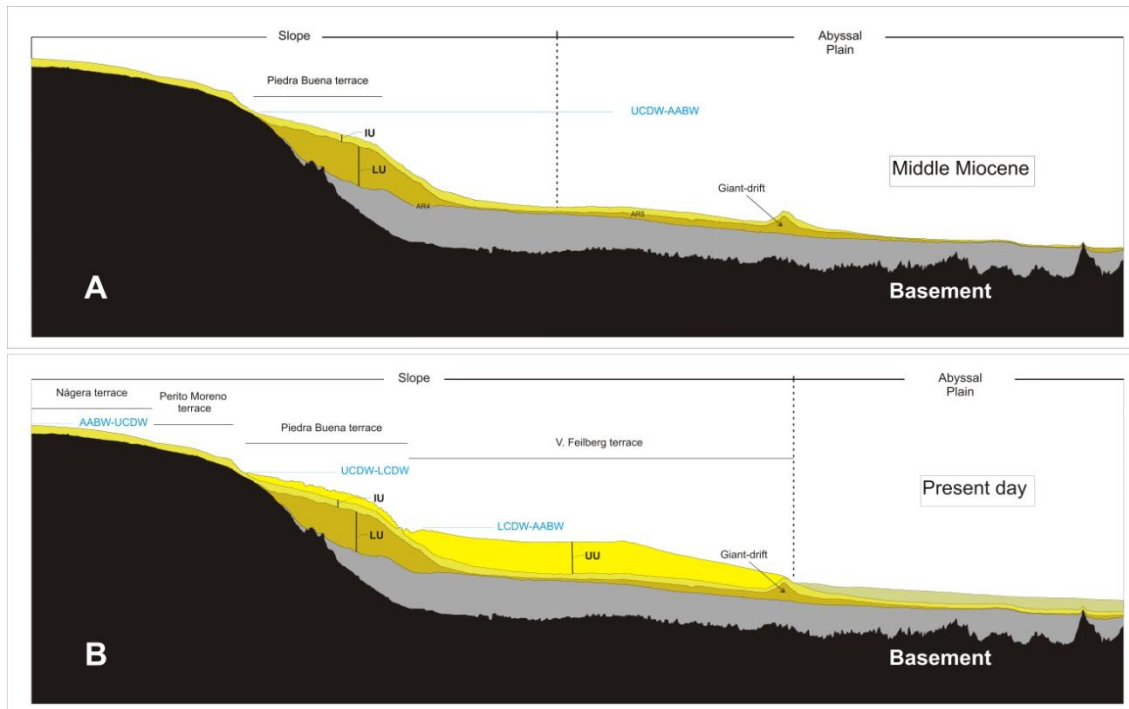 Slope
Abyssal
Plain
Piedra Buena terrace
UCDW-AABW
IU
LU
Middle Miocene
Giant-drift
AR4
AR5
A
Basement
Slope
Abyssal
Plain
Nágera terrace
Perito Moreno
terrace
AABW-UCDW
Piedra Buena terrace
V. Feilberg terrace
UCDW-LCDW
Present day
IU
LCDW-AABW
LU
UU
Giant-drift
B
Basement